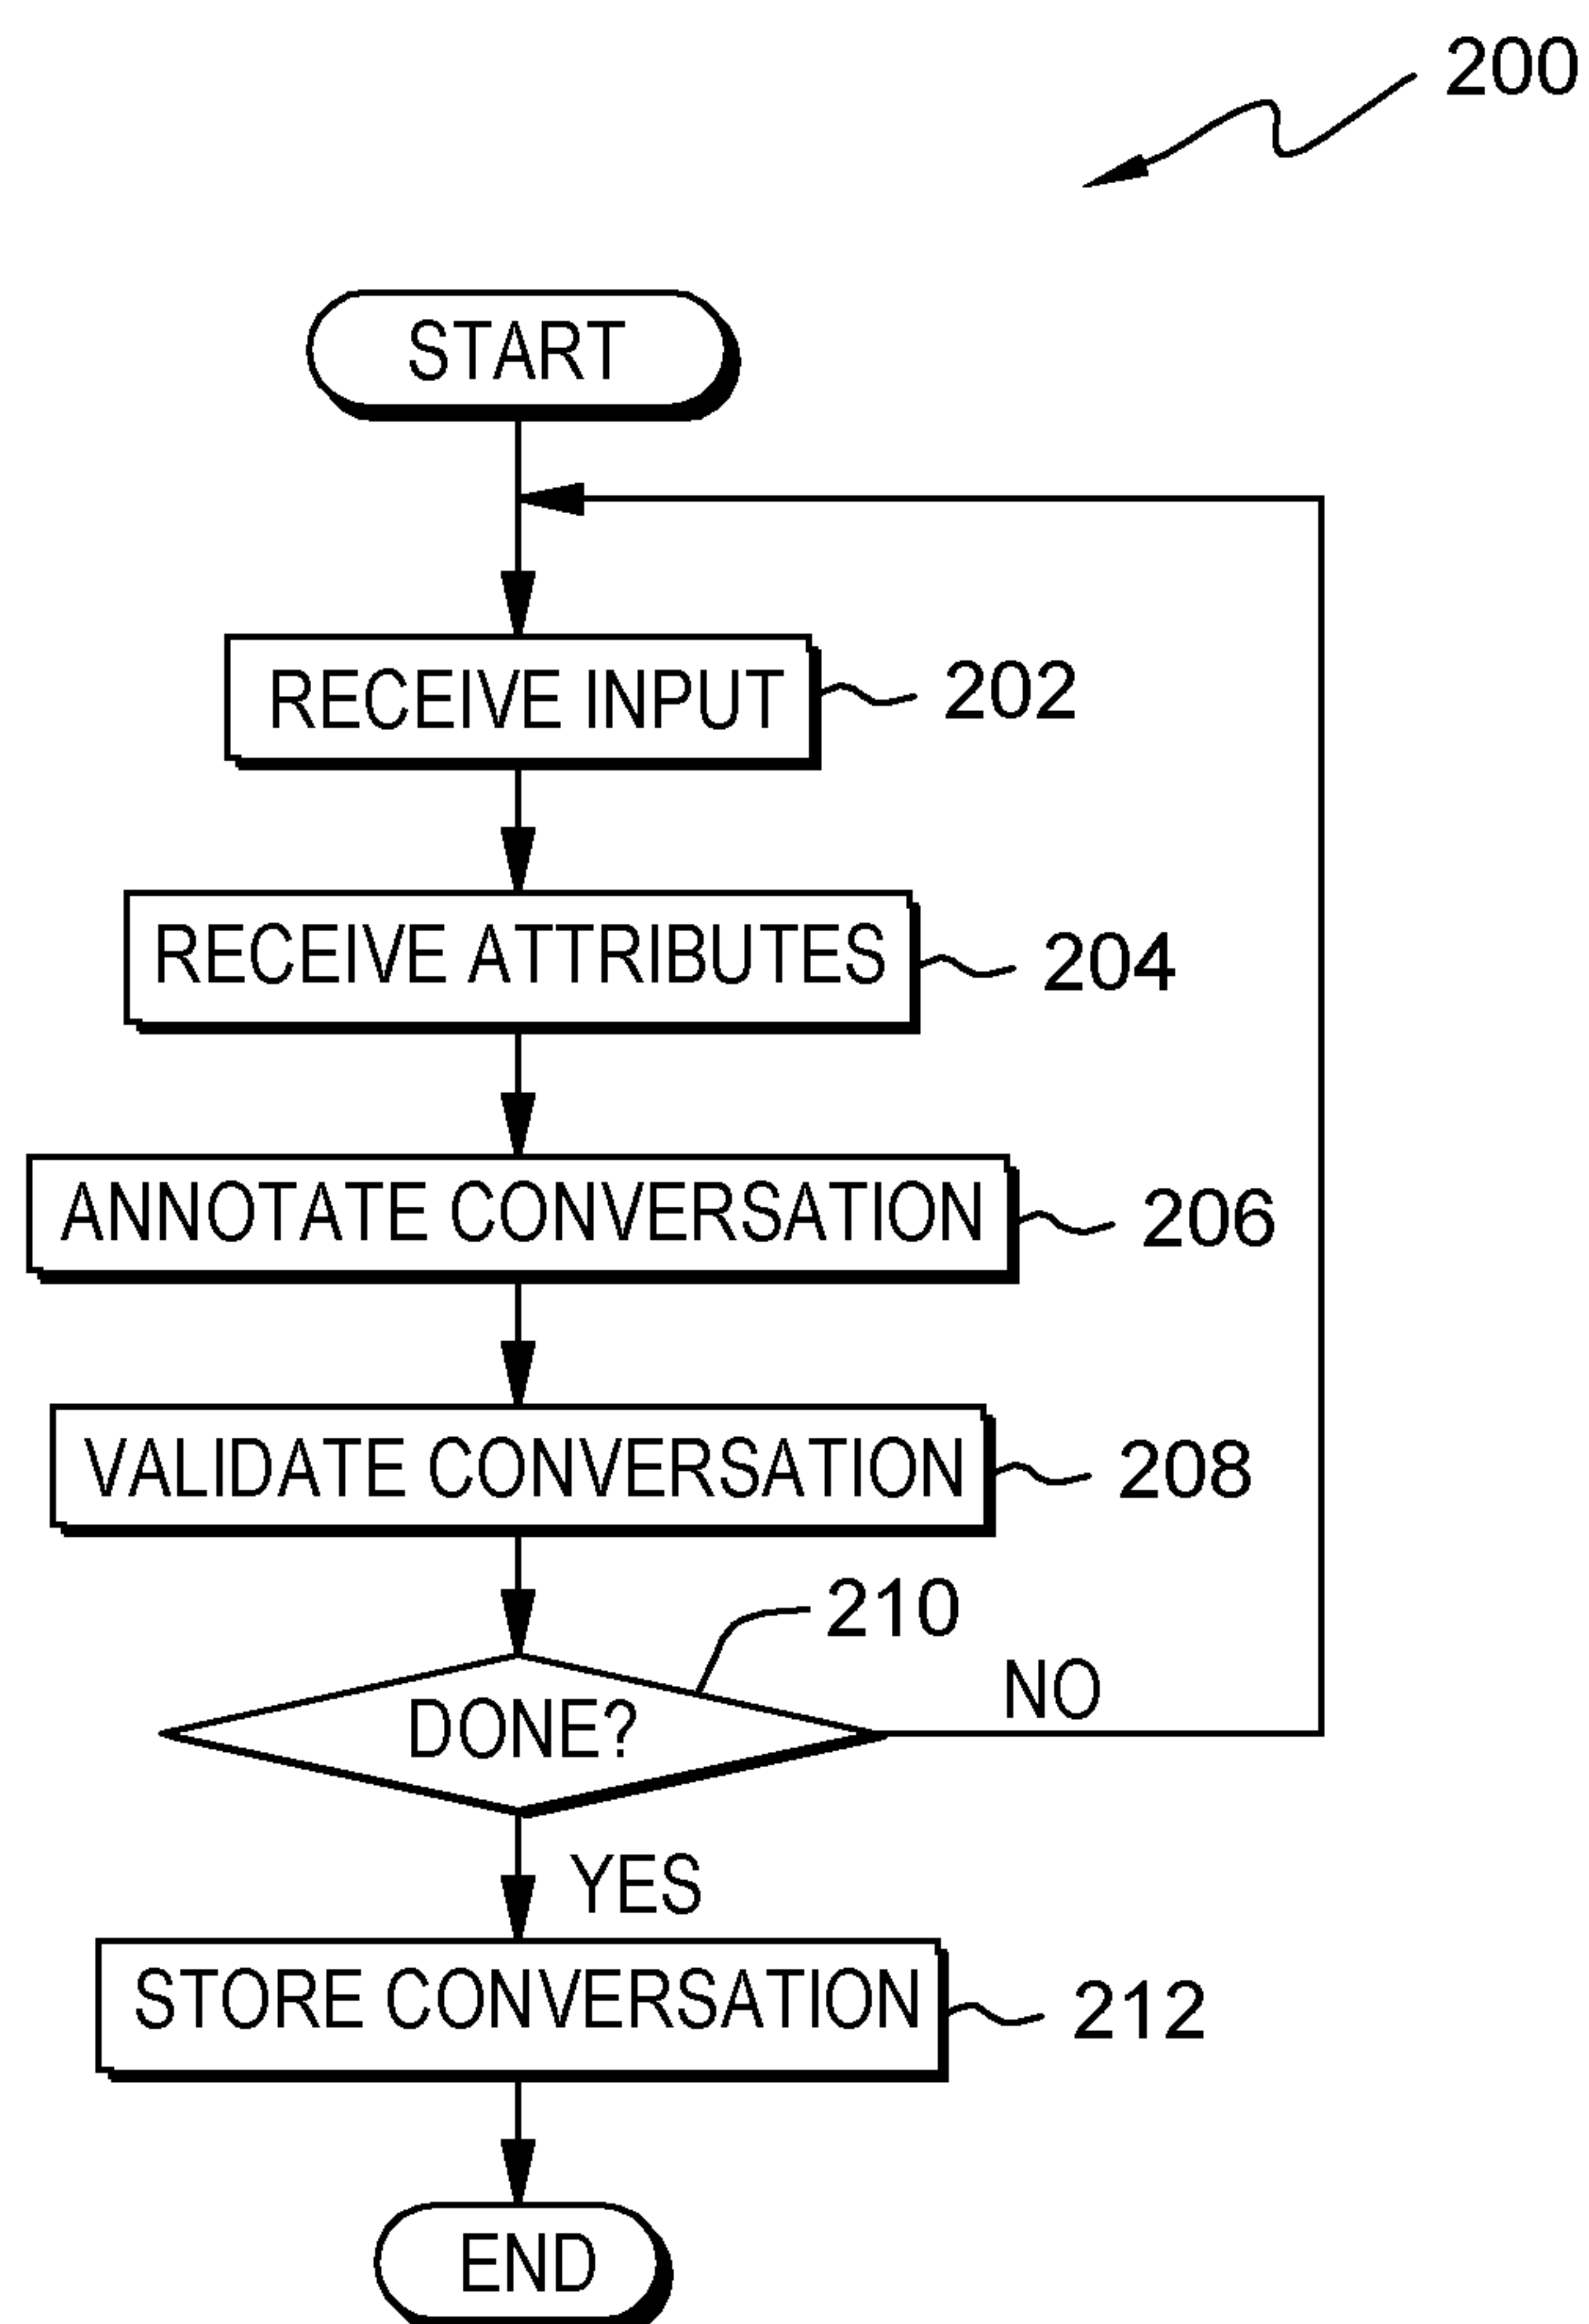 200
START
RECEIVE INPUT
202
RECEIVE ATTRIBUTES
204
ANNOTATE CONVERSATION
206
VALIDATE CONVERSATION
208
210
DONE?
NO
YES
STORE CONVERSATION
212
END